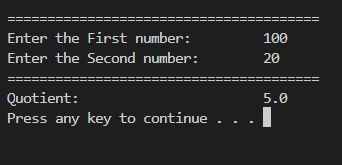 =======================================
Enter the First number: 100
Enter the Second number: 20
=======================================
Quotient: 5.0
Press any key to continue . . .